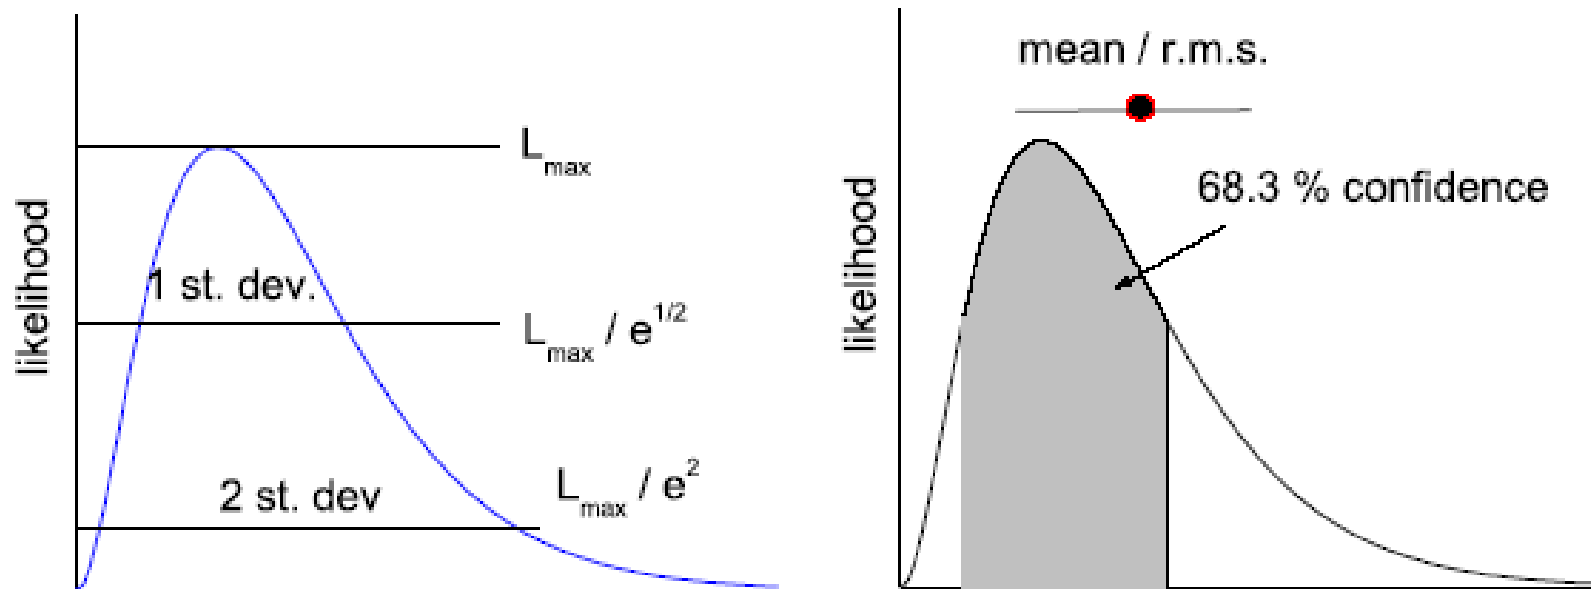 likelihood
L_max
1 st. dev.
L_max / e^1/2
2 st. dev
L_max / e^2
likelihood
mean / r.m.s.
68.3 % confidence